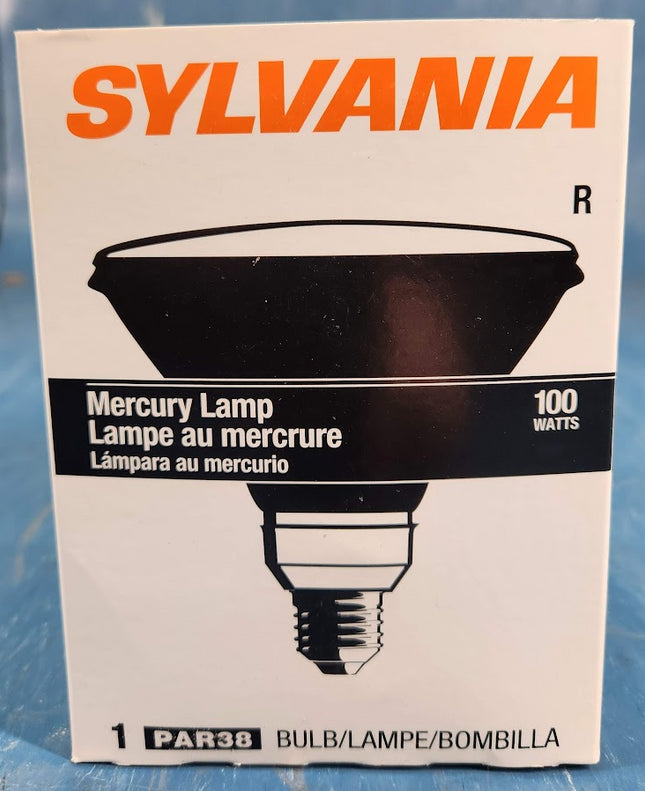 SYLVANIA
R
Mercury Lamp
Lampe au mercrure
Lámpara au mercurio
100
WATTS
1 PAR38 BULB/LAMPE/BOMBILLA